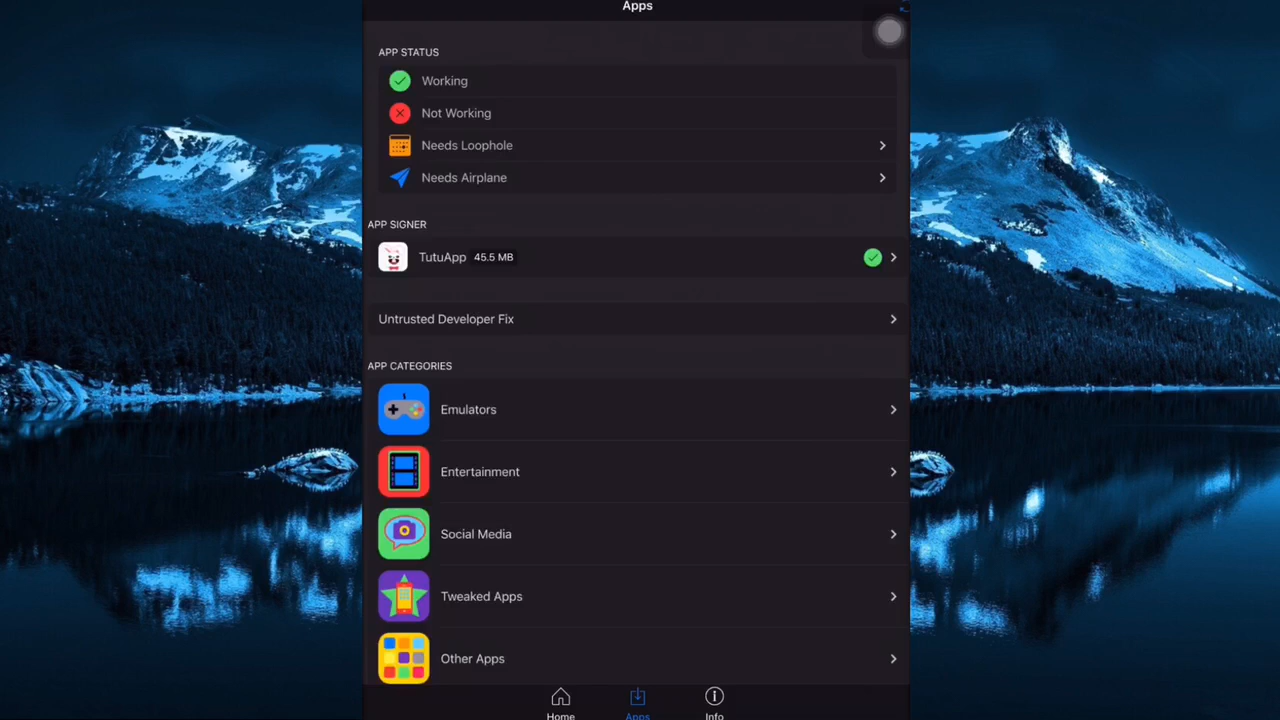 Apps
APP STATUS
Working
Not Working
Needs Loophole
Needs Airplane
APP SIGNER
TutuApp 45.5 MB
Untrusted Developer Fix
APP CATEGORIES
Emulators
Entertainment
Social Media
Tweaked Apps
Other Apps
Home Apps Info